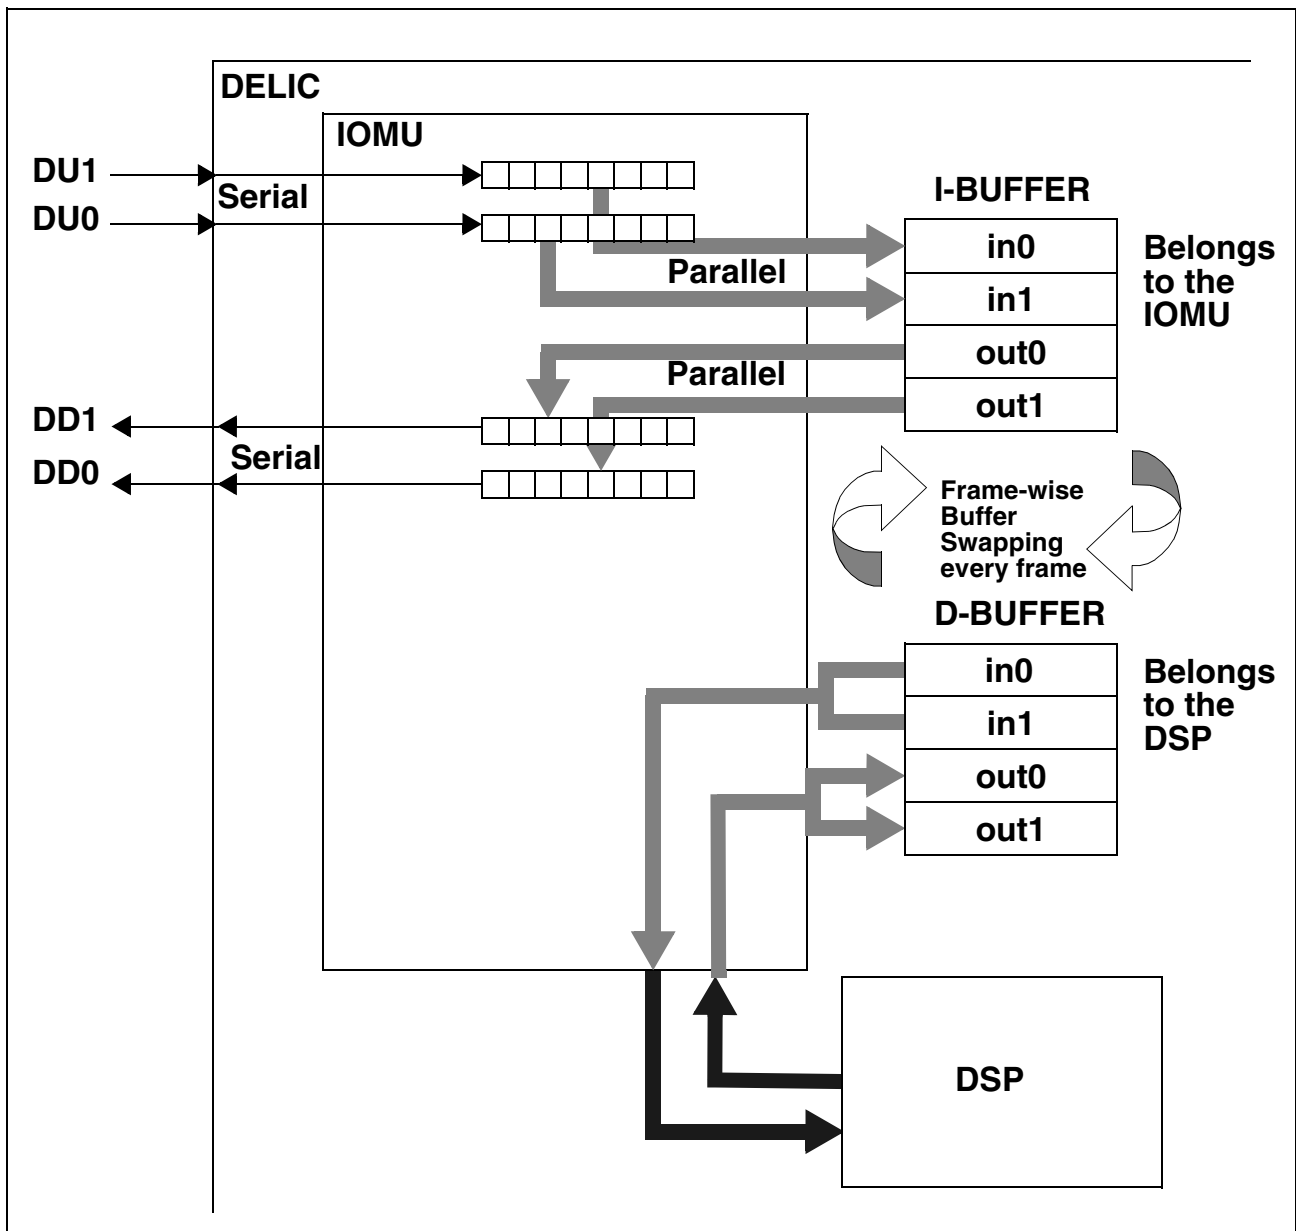 DELIC
IOMU
DU1
Serial
DU0
I-BUFFER
in0
in1
out0
out1
Belongs
to the
IOMU
Parallel
Parallel
DD1
Serial
DD0
Frame-wise
Buffer
Swapping
every frame
D-BUFFER
in0
in1
out0
out1
Belongs
to the
DSP
DSP